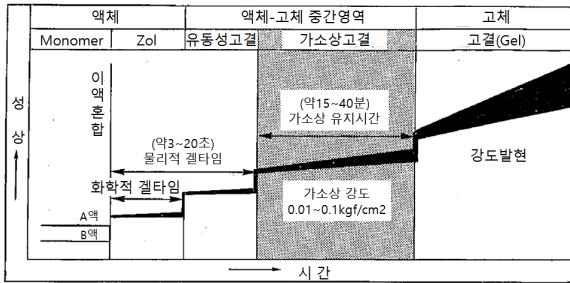 액체
액체-고체 중간영역
고체
Monomer
Zol
유동성고결
가소상고결
고결(Gel)
성상
이액혼합
(약3~20초)
물리적 겔타임
(약15~40분)
가소상 유지시간
화학적 겔타임
강도발현
A액
B액
가소상 강도
0.01~0.1kgf/cm2
시 간